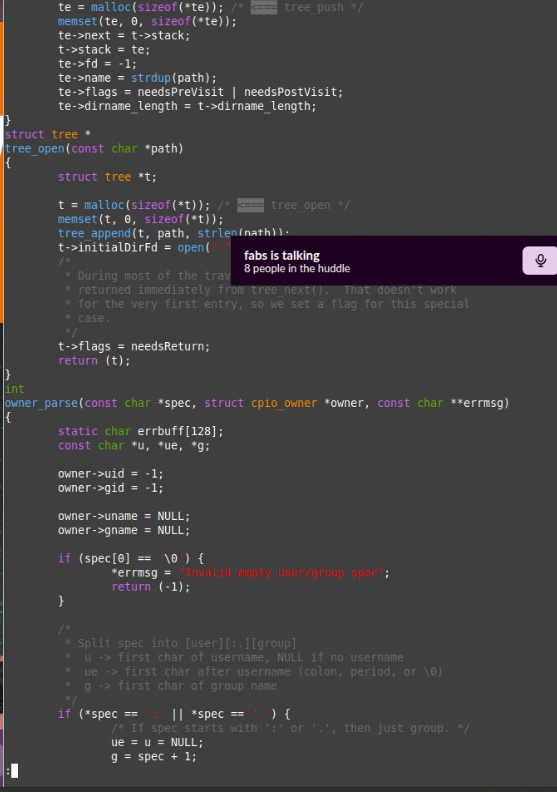 te = malloc(sizeof(*te)); /* <=== tree_push */
memset(te, 0, sizeof(*te));
te->next = t->stack;
t->stack = te;
te->fd = -1;
te->name = strdup(path);
te->flags = needsPreVisit | needsPostVisit;
te->dirname_length = t->dirname_length;
}
struct tree *
tree_open(const char *path)
{
struct tree *t;
t = malloc(sizeof(*t)); /* <=== tree_open */
memset(t, 0, sizeof(*t));
tree_append(t, path, strlen(path));
t->initialDirFd = open("
fabs is talking
8 people in the huddle
/*
* During most of the trav
* returned immediately from tree_next(). That doesn't work
* for the very first entry, so we set a flag for this special
* case.
*/
t->flags = needsReturn;
return (t);
}
int
owner_parse(const char *spec, struct cpio_owner *owner, const char **errmsg)
{
static char errbuff[128];
const char *u, *ue, *g;
owner->uid = -1;
owner->gid = -1;
owner->uname = NULL;
owner->gname = NULL;
if (spec[0] == '\0') {
*errmsg = "Invalid empty user/group spec";
return (-1);
}
/*
* Split spec into [user][:.][group]
* u -> first char of username, NULL if no username
* ue -> first char after username (colon, period, or \0)
* g -> first char of group name
*/
if (*spec == ':' || *spec == '.') {
/* If spec starts with ':' or '.', then just group. */
ue = u = NULL;
g = spec + 1;
: